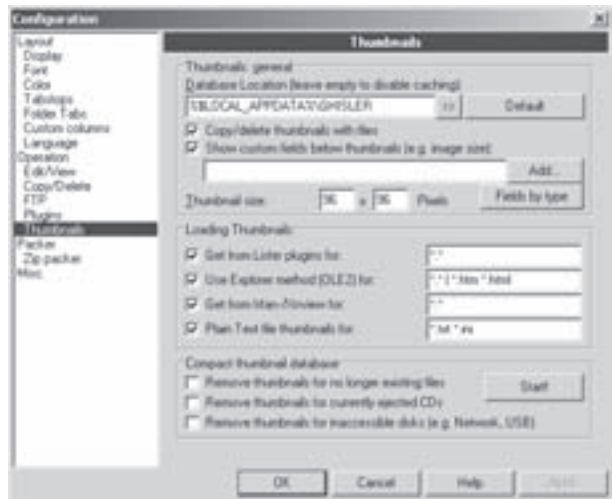 Configuration
Layout
Display
Font
Color
Tabstops
Folder Tabs
Custom columns
Language
Operation
Edit/View
Copy/Delete
FTP
Plugins
Thumbnails
Packer
Zip packer
Misc.
Thumbnails
Thumbnails: general
Database Location (leave empty to disable caching):
%$LOCAL_APPDATA%\GHISLER
>>
Default
Copy/delete thumbnails with files
Show custom fields below thumbnails (e.g. image size):
Add...
Thumbnail size:
96 x 96 Pixels
Fields by type
Loading Thumbnails:
Get from Lister plugins for:
*.*
Use Explorer method (OLE2) for:
*.* | *.htm *.html
Get from IrfanView for:
*.*
Plain Text file thumbnails for:
*.txt *.ini
Compact thumbnail database
Remove thumbnails for no longer existing files
Start!
Remove thumbnails for currently ejected CDs
Remove thumbnails for inaccessible disks (e.g. Network, USB)
OK
Cancel
Help
Apply